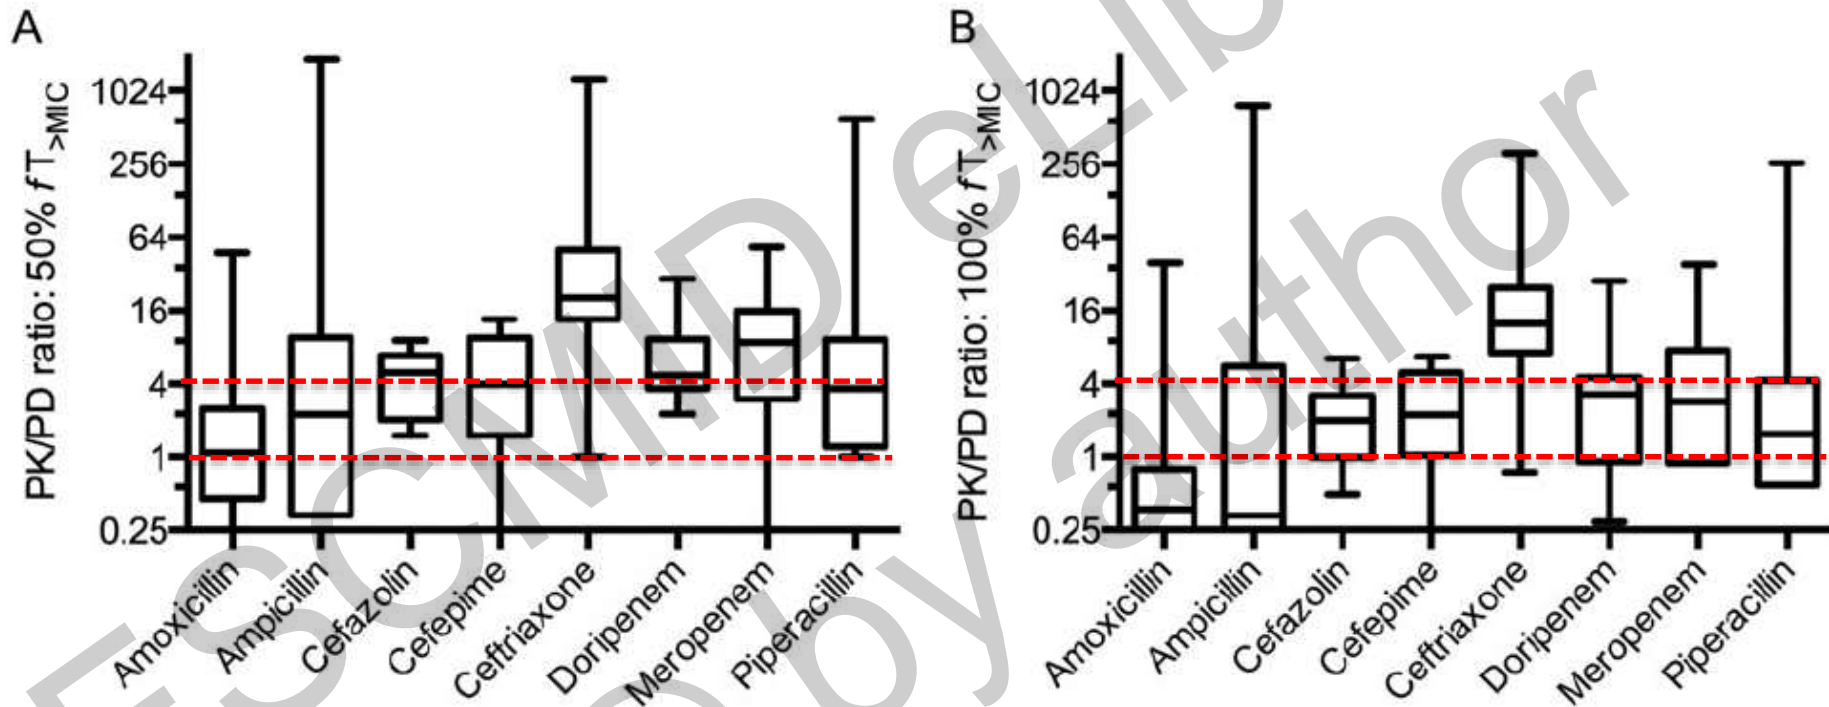 A
PK/PD ratio: 50% fT>MIC
1024
256
64
16
4
1
0.25
Amoxicillin
Ampicillin
Cefazolin
Cefepime
Ceftriaxone
Doripenem
Meropenem
Piperacillin
B
PK/PD ratio: 100% fT>MIC
1024
256
64
16
4
1
0.25
Amoxicillin
Ampicillin
Cefazolin
Cefepime
Ceftriaxone
Doripenem
Meropenem
Piperacillin
ESCMID eLib
by author